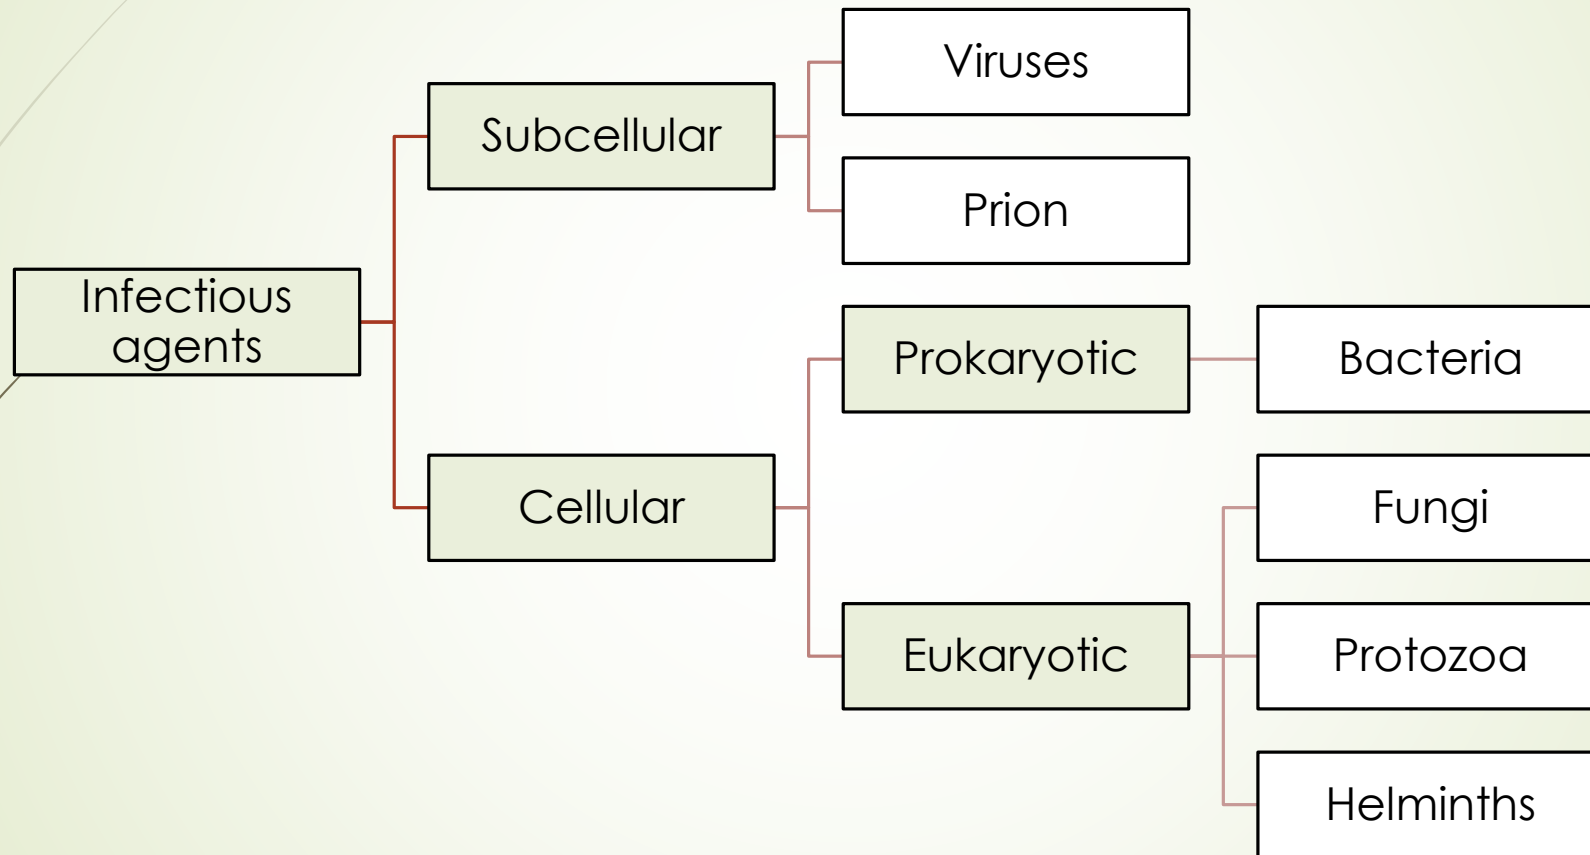 Infectious
agents
Subcellular
Viruses
Prion
Cellular
Prokaryotic
Bacteria
Eukaryotic
Fungi
Protozoa
Helminths